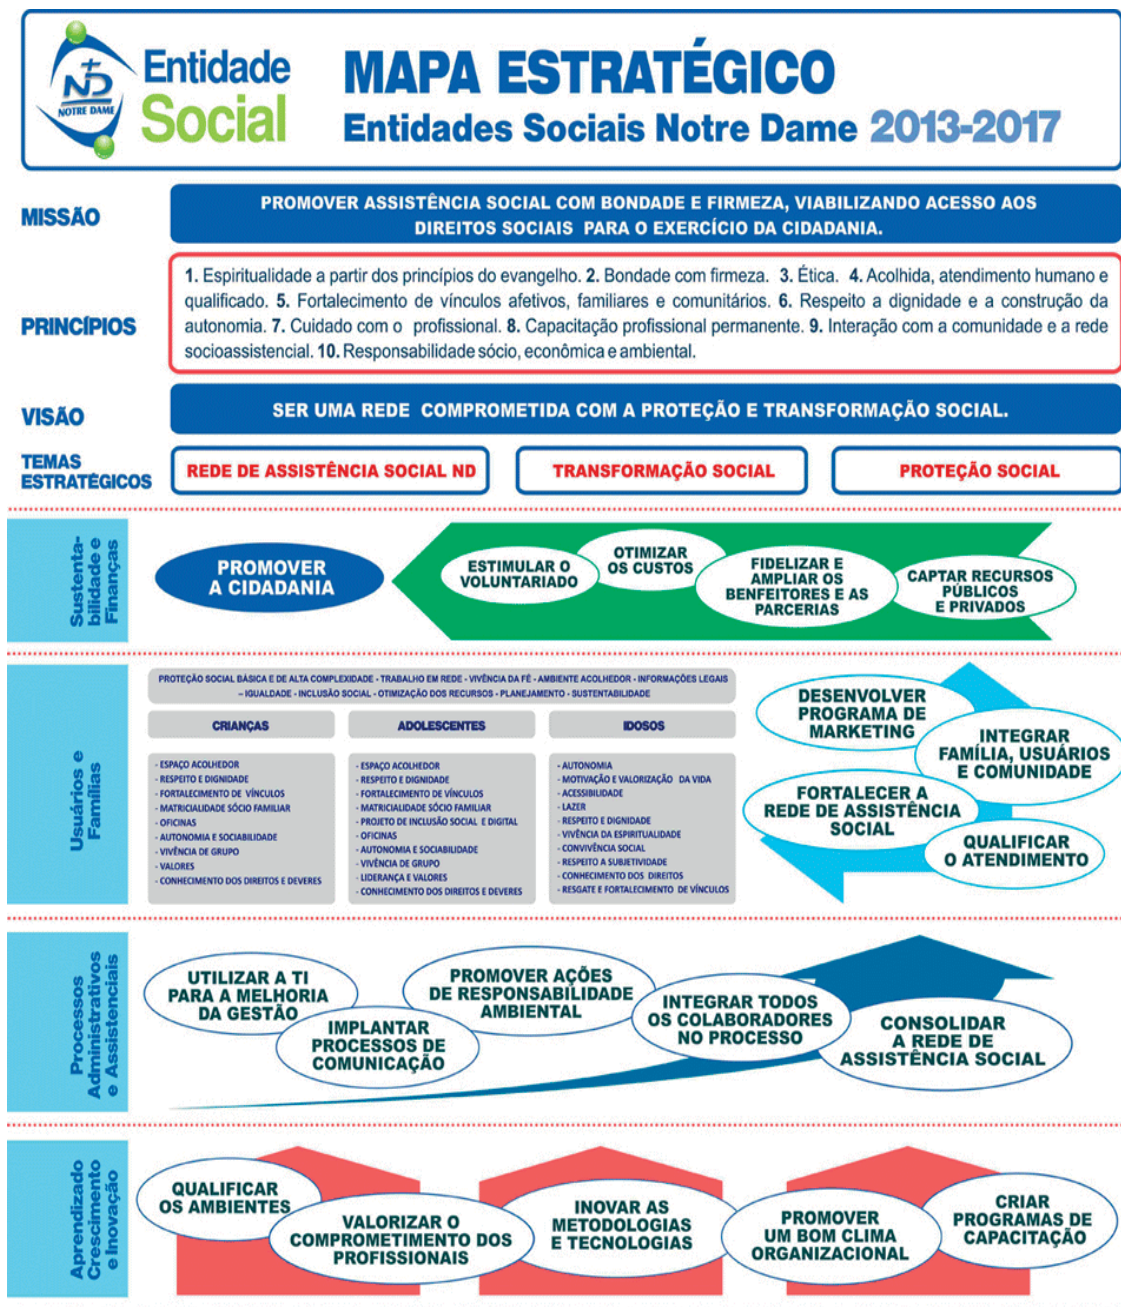 ND
NOTRE DAME
Entidade
Social
MAPA ESTRATÉGICO
Entidades Sociais Notre Dame 2013-2017
MISSÃO
PROMOVER ASSISTÊNCIA SOCIAL COM BONDADE E FIRMEZA, VIABILIZANDO ACESSO AOS
DIREITOS SOCIAIS PARA O EXERCÍCIO DA CIDADANIA.
PRINCÍPIOS
1. Espiritualidade a partir dos princípios do evangelho. 2. Bondade com firmeza. 3. Ética. 4. Acolhida, atendimento humano e
qualificado. 5. Fortalecimento de vínculos afetivos, familiares e comunitários. 6. Respeito a dignidade e a construção da
autonomia. 7. Cuidado com o profissional. 8. Capacitação profissional permanente. 9. Interação com a comunidade e a rede
socioassistencial. 10. Responsabilidade sócio, econômica e ambiental.
VISÃO
SER UMA REDE COMPROMETIDA COM A PROTEÇÃO E TRANSFORMAÇÃO SOCIAL.
TEMAS
ESTRATÉGICOS
REDE DE ASSISTÊNCIA SOCIAL ND
TRANSFORMAÇÃO SOCIAL
PROTEÇÃO SOCIAL
Sustenta-
bilidade e
Finanças
PROMOVER
A CIDADANIA
ESTIMULAR O
VOLUNTARIADO
OTIMIZAR
OS CUSTOS
FIDELIZAR E
AMPLIAR OS
BENFEITORES E AS
PARCERIAS
CAPTAR RECURSOS
PÚBLICOS
E PRIVADOS
Usuários e
Famílias
PROTEÇÃO SOCIAL BÁSICA E DE ALTA COMPLEXIDADE - TRABALHO EM REDE - VIVÊNCIA DA FÉ - AMBIENTE ACOLHEDOR - INFORMAÇÕES LEGAIS
– IGUALDADE - INCLUSÃO SOCIAL - OTIMIZAÇÃO DOS RECURSOS - PLANEJAMENTO - SUSTENTABILIDADE
CRIANÇAS
- ESPAÇO ACOLHEDOR
- RESPEITO E DIGNIDADE
- FORTALECIMENTO DE VÍNCULOS
- MATRICIALIDADE SÓCIO FAMILIAR
- OFICINAS
- AUTONOMIA E SOCIABILIDADE
- VIVÊNCIA DE GRUPO
- VALORES
- CONHECIMENTO DOS DIREITOS E DEVERES
ADOLESCENTES
- ESPAÇO ACOLHEDOR
- RESPEITO E DIGNIDADE
- FORTALECIMENTO DE VÍNCULOS
- MATRICIALIDADE SÓCIO FAMILIAR
- PROJETO DE INCLUSÃO SOCIAL E DIGITAL
- OFICINAS
- AUTONOMIA E SOCIABILIDADE
- VIVÊNCIA DE GRUPO
- LIDERANÇA E VALORES
- CONHECIMENTO DOS DIREITOS E DEVERES
IDOSOS
- AUTONOMIA
- MOTIVAÇÃO E VALORIZAÇÃO DA VIDA
- ACESSIBILIDADE
- LAZER
- RESPEITO E DIGNIDADE
- VIVÊNCIA DA ESPIRITUALIDADE
- CONVIVÊNCIA SOCIAL
- RESPEITO A SUBJETIVIDADE
- CONHECIMENTO DOS DIREITOS
- RESGATE E FORTALECIMENTO DE VÍNCULOS
DESENVOLVER
PROGRAMA DE
MARKETING
INTEGRAR
FAMÍLIA, USUÁRIOS
E COMUNIDADE
FORTALECER A
REDE DE ASSISTÊNCIA
SOCIAL
QUALIFICAR
O ATENDIMENTO
Processos
Administrativos
e Assistenciais
UTILIZAR A TI
PARA A MELHORIA
DA GESTÃO
IMPLANTAR
PROCESSOS DE
COMUNICAÇÃO
PROMOVER AÇÕES
DE RESPONSABILIDADE
AMBIENTAL
INTEGRAR TODOS
OS COLABORADORES
NO PROCESSO
CONSOLIDAR
A REDE DE
ASSISTÊNCIA SOCIAL
Aprendizado
Crescimento
e Inovação
QUALIFICAR
OS AMBIENTES
VALORIZAR O
COMPROMETIMENTO DOS
PROFISSIONAIS
INOVAR AS
METODOLOGIAS
E TECNOLOGIAS
PROMOVER
UM BOM CLIMA
ORGANIZACIONAL
CRIAR
PROGRAMAS DE
CAPACITAÇÃO